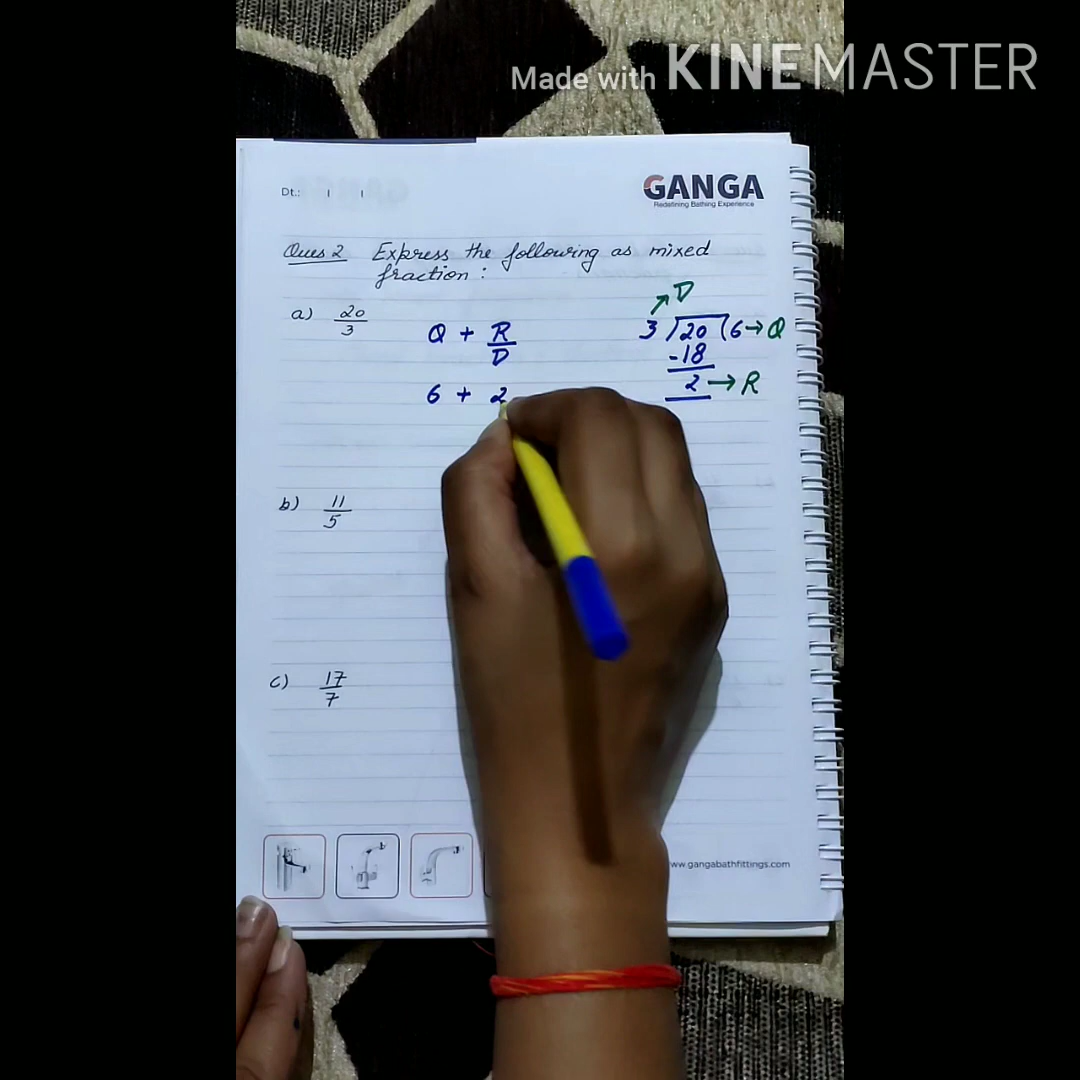 Made with KINEMASTER
Dt.:
GANGA
Redefining Bathing Experience
Ques 2 Express the following as mixed
fraction :
a) 20/3
Q + R/D
6 + 2
D
3 20 6 → Q
-18
2 → R
b) 11/5
c) 17/7
ww.gangabathfittings.com